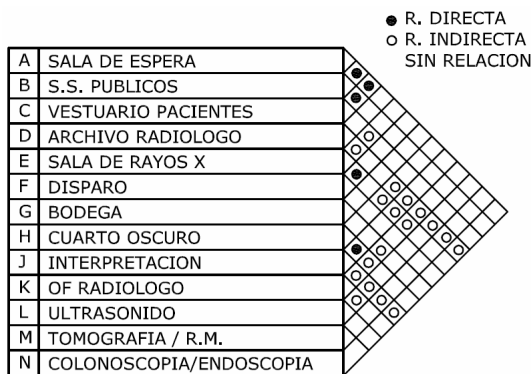 R. DIRECTA
R. INDIRECTA
SIN RELACION
A SALA DE ESPERA
B S.S. PUBLICOS
C VESTUARIO PACIENTES
D ARCHIVO RADIOLOGO
E SALA DE RAYOS X
F DISPARO
G BODEGA
H CUARTO OSCURO
J INTERPRETACION
K OF RADIOLOGO
L ULTRASONIDO
M TOMOGRAFIA / R.M.
N COLONOSCOPIA/ENDOSCOPIA